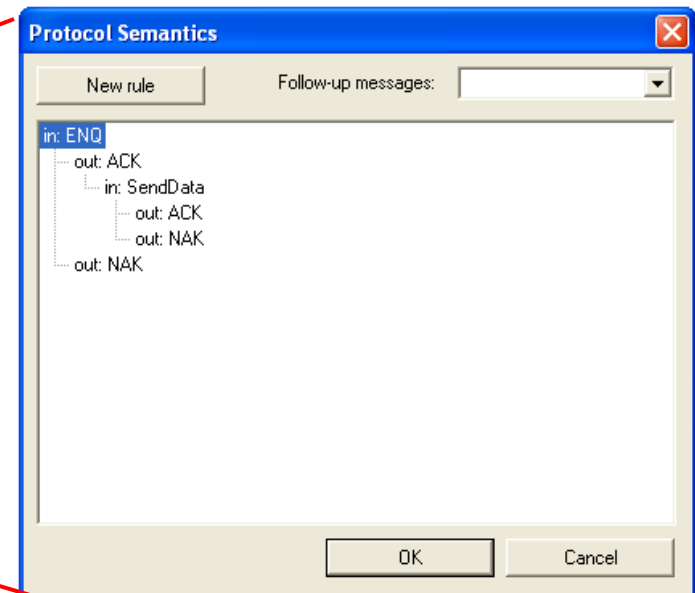 Protocol Semantics
New rule
Follow-up messages:
in: ENQ
out: ACK
in: SendData
out: ACK
out: NAK
out: NAK
OK
Cancel